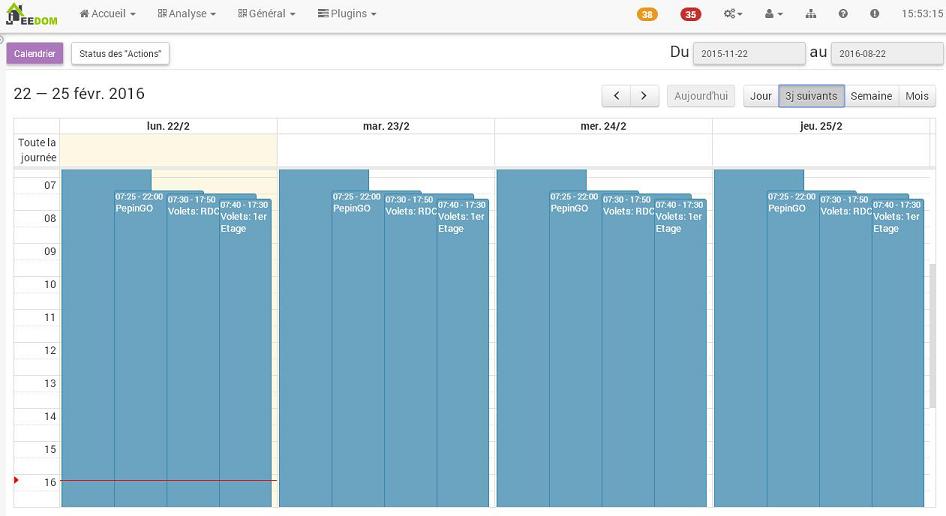 JEEDOM Accueil Analyse Général Plugins 38 35 15:53:15
Calendrier Status des "Actions" Du 2015-11-22 au 2016-08-22
22 — 25 févr. 2016 Aujourd'hui Jour 3j suivants Semaine Mois
lun. 22/2 mar. 23/2 mer. 24/2 jeu. 25/2
Toute la
journée
07
07:25 - 22:00 07:30 - 17:50 07:40 - 17:30 07:25 - 22:00 07:30 - 17:50 07:40 - 17:30 07:25 - 22:00 07:30 - 17:50 07:40 - 17:30 07:25 - 22:00 07:30 - 17:50 07:40 - 17:30
PepinGO Volets: RDC Volets: 1er PepinGO Volets: RDC Volets: 1er PepinGO Volets: RDC Volets: 1er PepinGO Volets: RDC Volets: 1er
Etage Etage Etage Etage
08
09
10
11
12
13
14
15
16